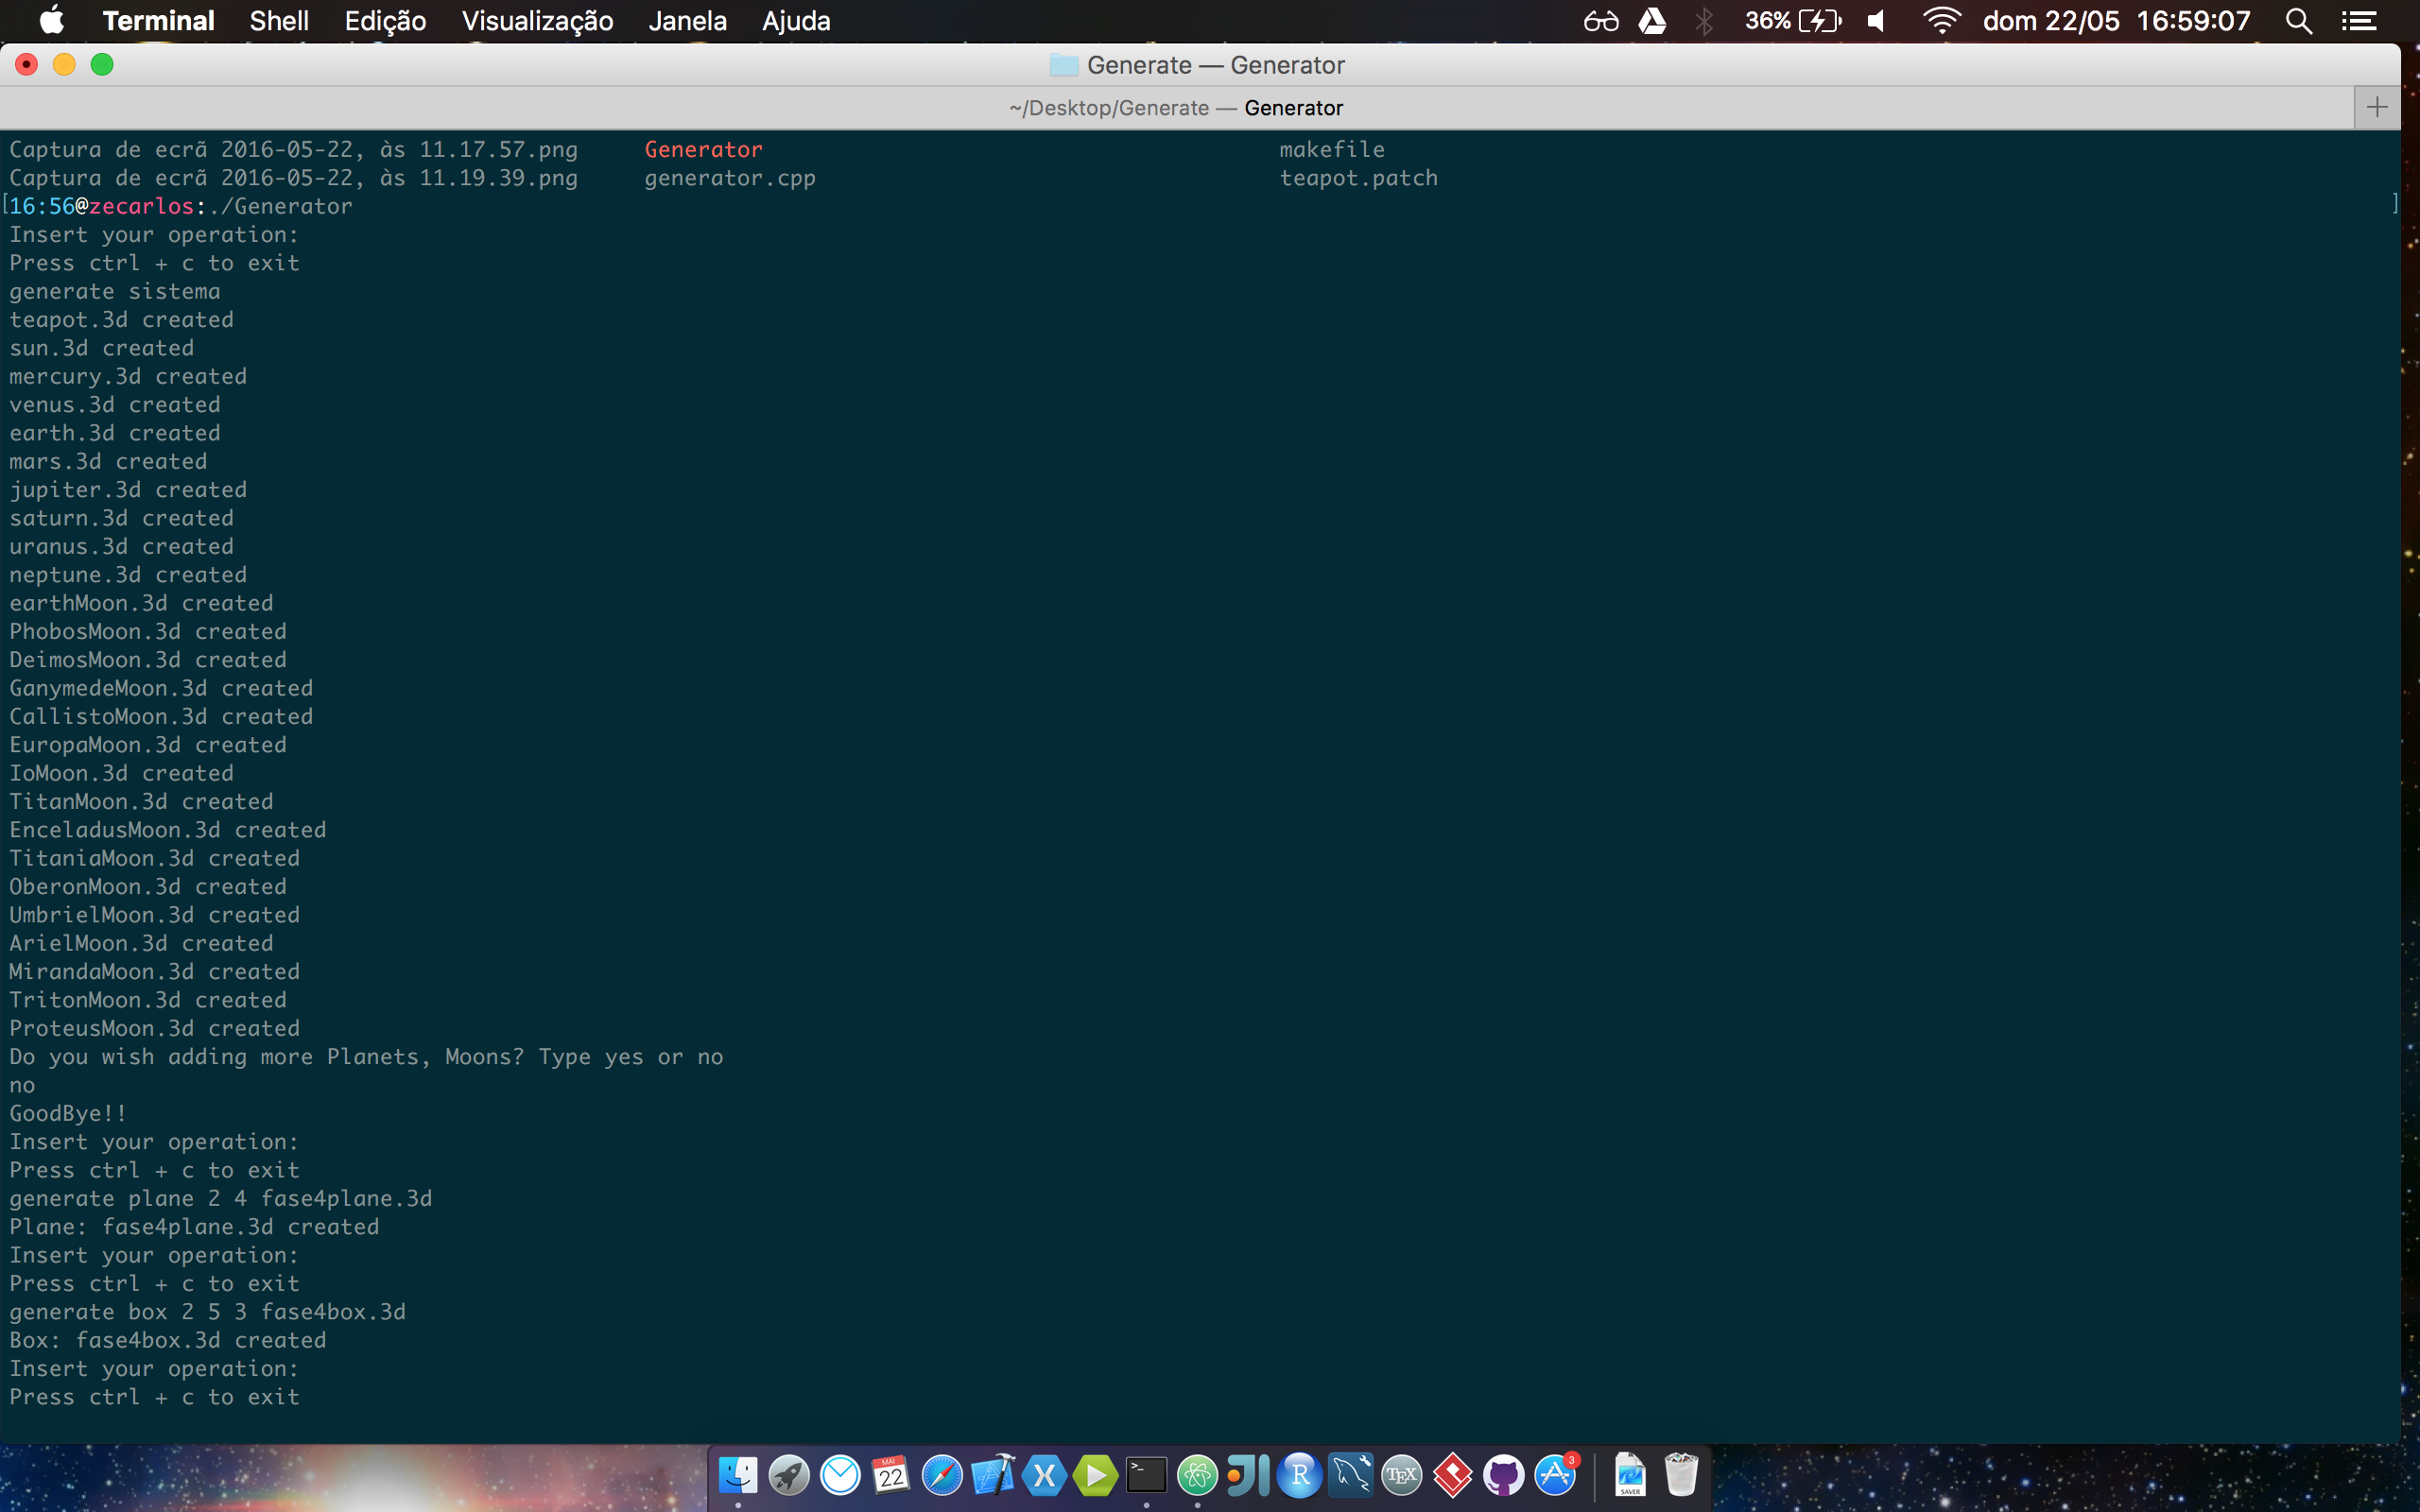 Terminal Shell Edição Visualização Janela Ajuda 36% dom 22/05 16:59:07
Generate — Generator
~/Desktop/Generate — Generator
Captura de ecrã 2016-05-22, às 11.17.57.png Generator makefile
Captura de ecrã 2016-05-22, às 11.19.39.png generator.cpp teapot.patch
[16:56@zecarlos:./Generator ]
Insert your operation:
Press ctrl + c to exit
generate sistema
teapot.3d created
sun.3d created
mercury.3d created
venus.3d created
earth.3d created
mars.3d created
jupiter.3d created
saturn.3d created
uranus.3d created
neptune.3d created
earthMoon.3d created
PhobosMoon.3d created
DeimosMoon.3d created
GanymedeMoon.3d created
CallistoMoon.3d created
EuropaMoon.3d created
IoMoon.3d created
TitanMoon.3d created
EnceladusMoon.3d created
TitaniaMoon.3d created
OberonMoon.3d created
UmbrielMoon.3d created
ArielMoon.3d created
MirandaMoon.3d created
TritonMoon.3d created
ProteusMoon.3d created
Do you wish adding more Planets, Moons? Type yes or no
no
GoodBye!!
Insert your operation:
Press ctrl + c to exit
generate plane 2 4 fase4plane.3d
Plane: fase4plane.3d created
Insert your operation:
Press ctrl + c to exit
generate box 2 5 3 fase4box.3d
Box: fase4box.3d created
Insert your operation:
Press ctrl + c to exit
MAI
22
X
>_
R
TEX
3
SAVER